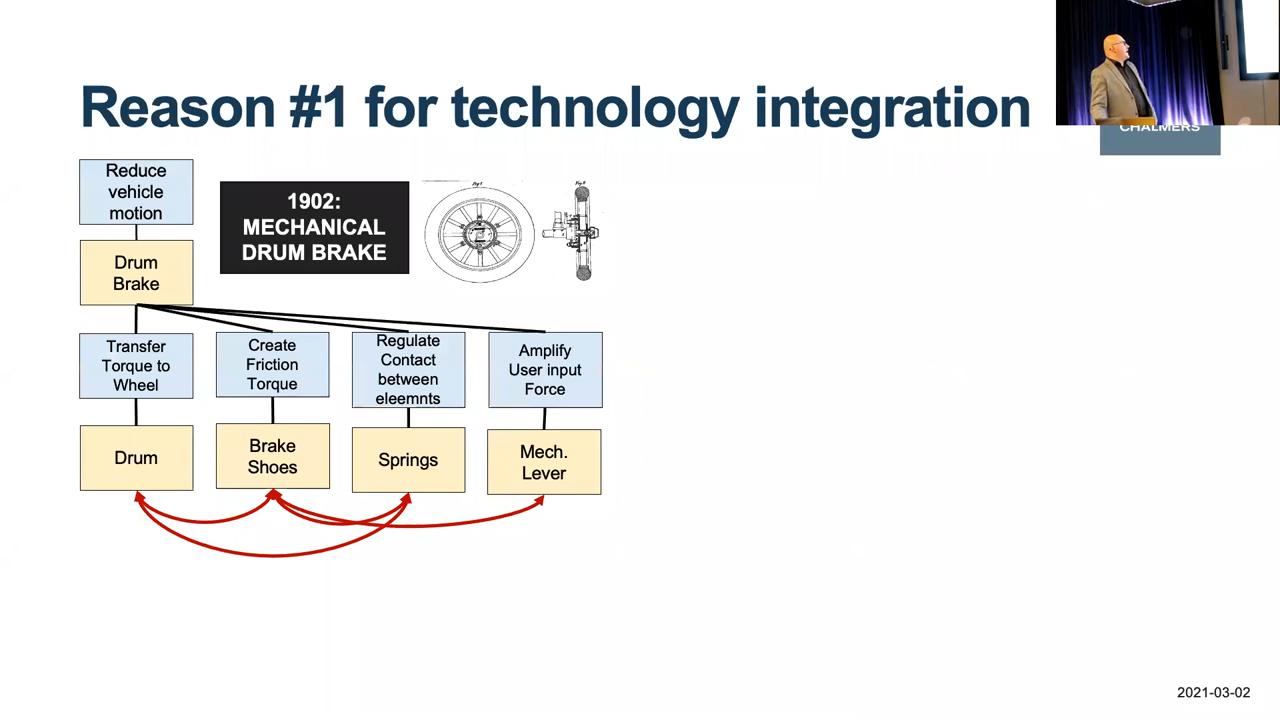 Reason #1 for technology integration
CHALMERS
Reduce
vehicle
motion
1902:
MECHANICAL
DRUM BRAKE
Drum
Brake
Transfer
Torque to
Wheel
Create
Friction
Torque
Regulate
Contact
between
eleemnts
Amplify
User input
Force
Drum
Brake
Shoes
Springs
Mech.
Lever
2021-03-02